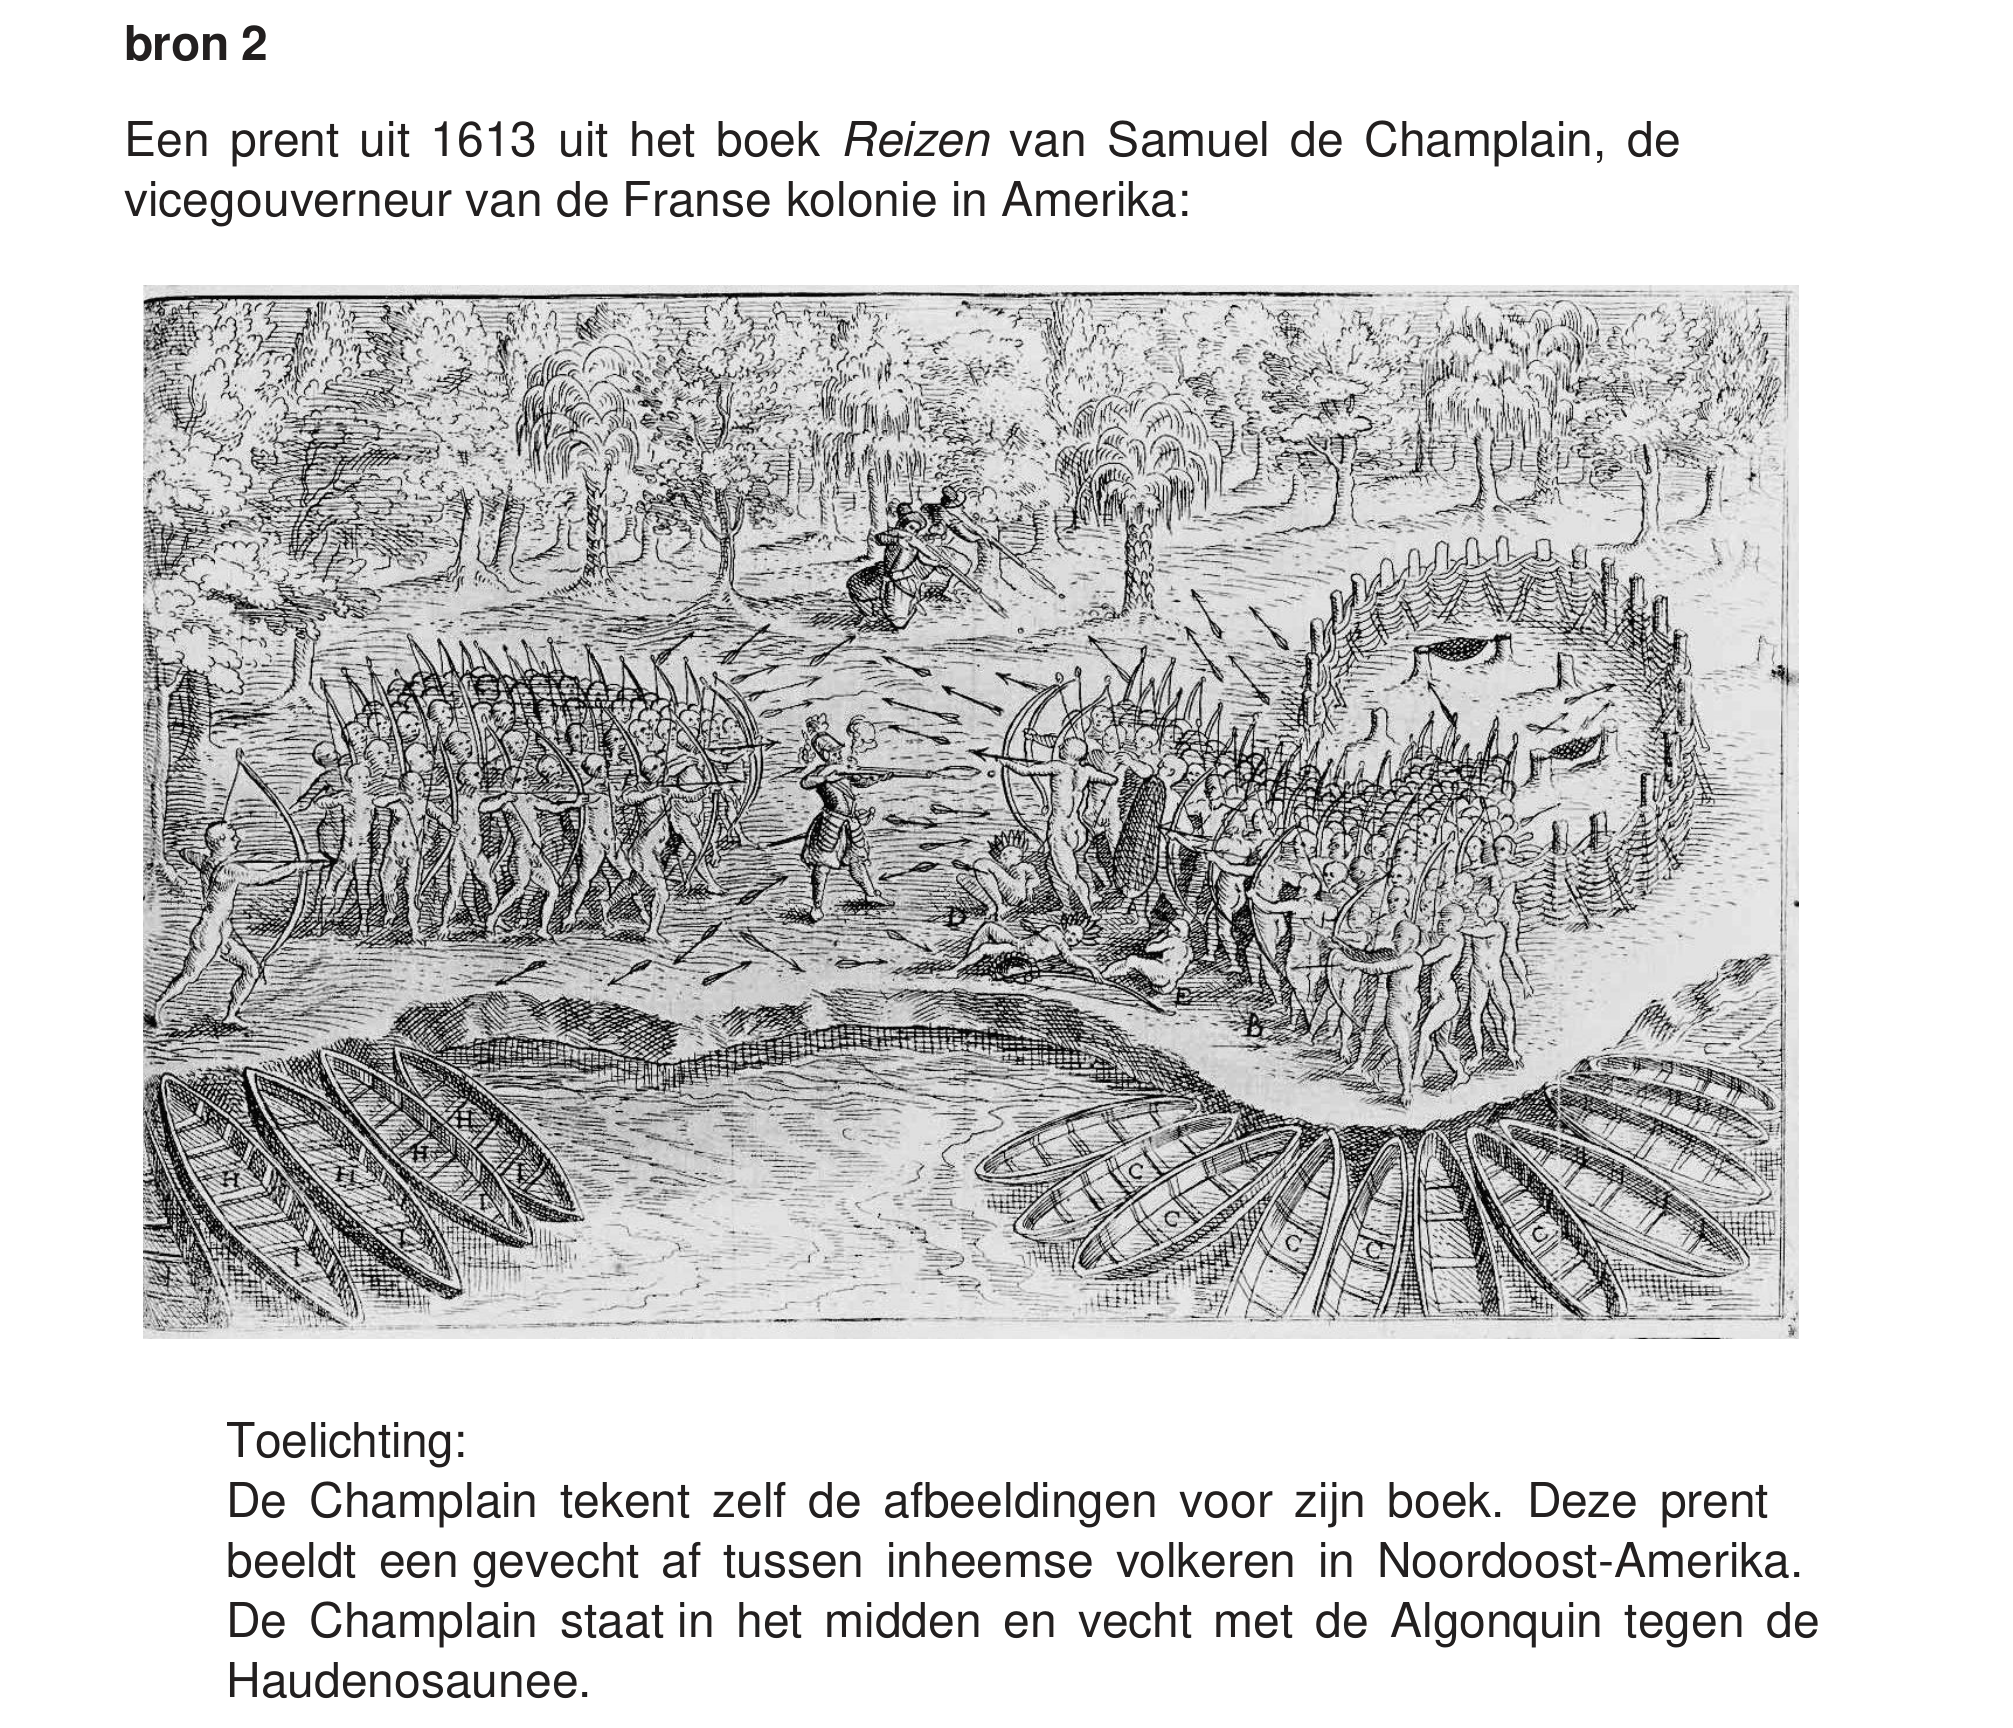 bron 2
Een prent uit 1613 uit het boek Reizen van Samuel de Champlain, de
vicegouverneur van de Franse kolonie in Amerika:
D
E
B
H
H
H
H
I
I
I
I
C
C
C
C
C
Toelichting:
De Champlain tekent zelf de afbeeldingen voor zijn boek. Deze prent
beeldt een gevecht af tussen inheemse volkeren in Noordoost-Amerika.
De Champlain staat in het midden en vecht met de Algonquin tegen de
Haudenosaunee.